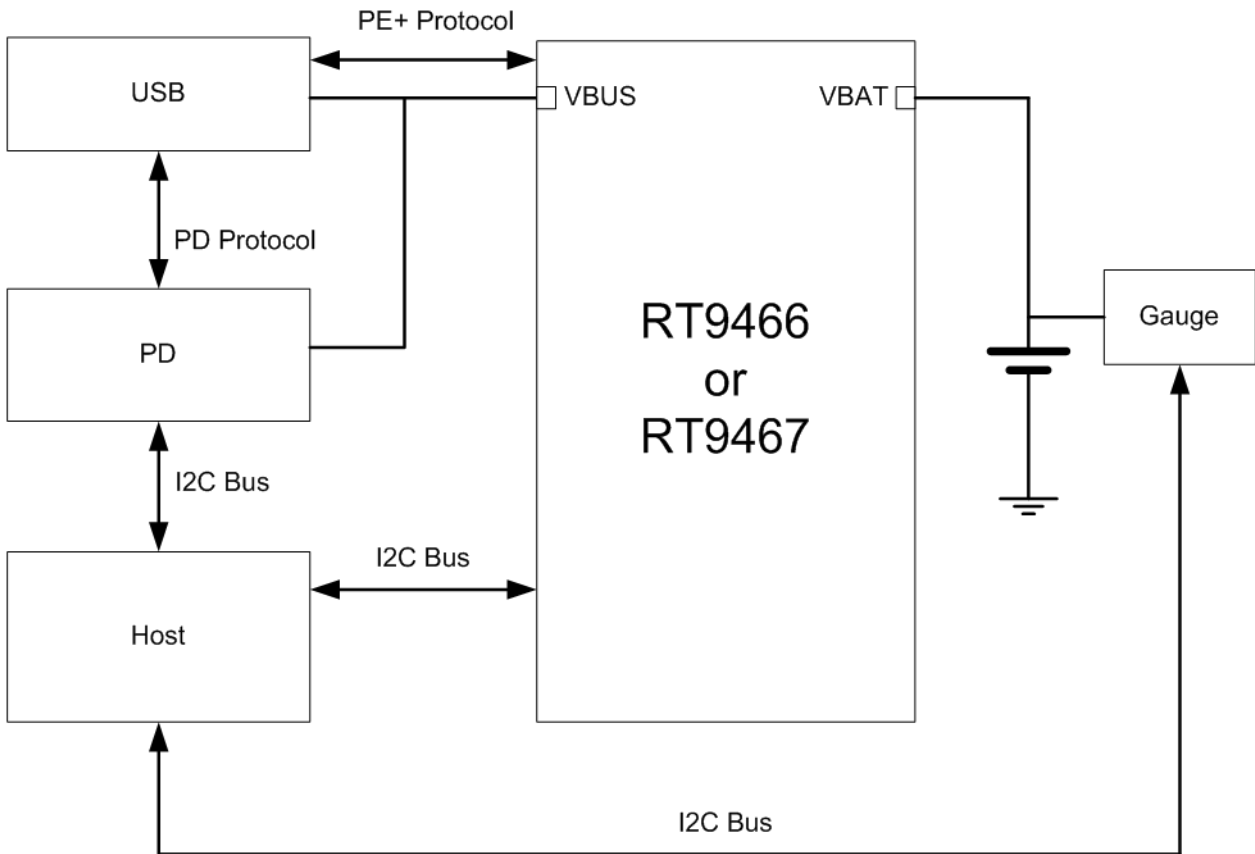 PE+ Protocol
USB
VBUS
VBAT
PD Protocol
PD
RT9466
or
RT9467
Gauge
I2C Bus
I2C Bus
Host
I2C Bus